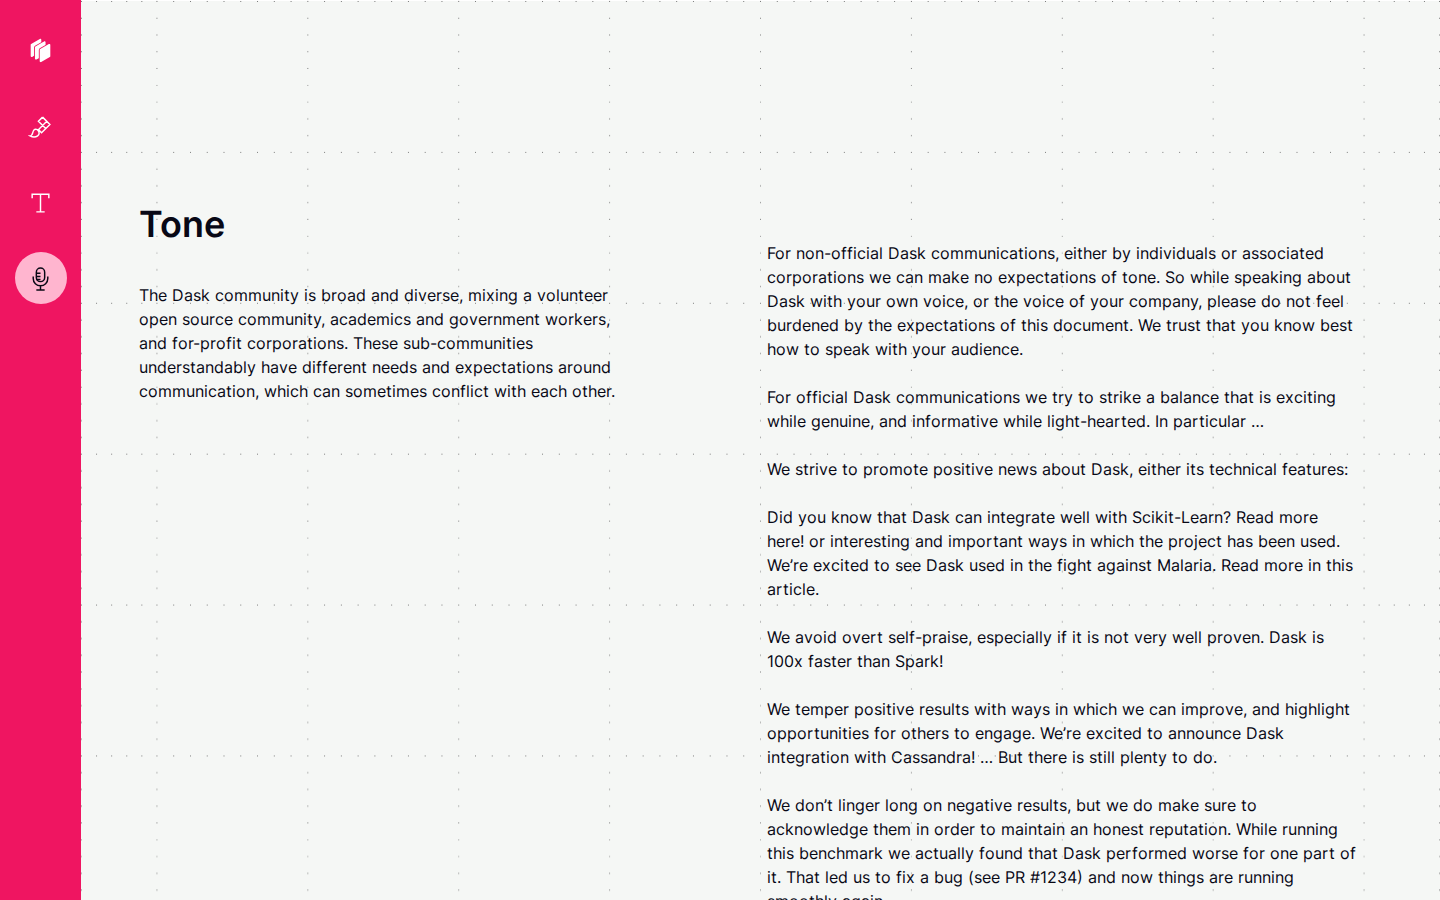 Tone
The Dask community is broad and diverse, mixing a volunteer
open source community, academics and government workers,
and for-profit corporations. These sub-communities
understandably have different needs and expectations around
communication, which can sometimes conflict with each other.
For non-official Dask communications, either by individuals or associated
corporations we can make no expectations of tone. So while speaking about
Dask with your own voice, or the voice of your company, please do not feel
burdened by the expectations of this document. We trust that you know best
how to speak with your audience.
For official Dask communications we try to strike a balance that is exciting
while genuine, and informative while light-hearted. In particular ...
We strive to promote positive news about Dask, either its technical features:
Did you know that Dask can integrate well with Scikit-Learn? Read more
here! or interesting and important ways in which the project has been used.
We’re excited to see Dask used in the fight against Malaria. Read more in this
article.
We avoid overt self-praise, especially if it is not very well proven. Dask is
100x faster than Spark!
We temper positive results with ways in which we can improve, and highlight
opportunities for others to engage. We’re excited to announce Dask
integration with Cassandra! ... But there is still plenty to do.
We don’t linger long on negative results, but we do make sure to
acknowledge them in order to maintain an honest reputation. While running
this benchmark we actually found that Dask performed worse for one part of
it. That led us to fix a bug (see PR #1234) and now things are running
smoothly again